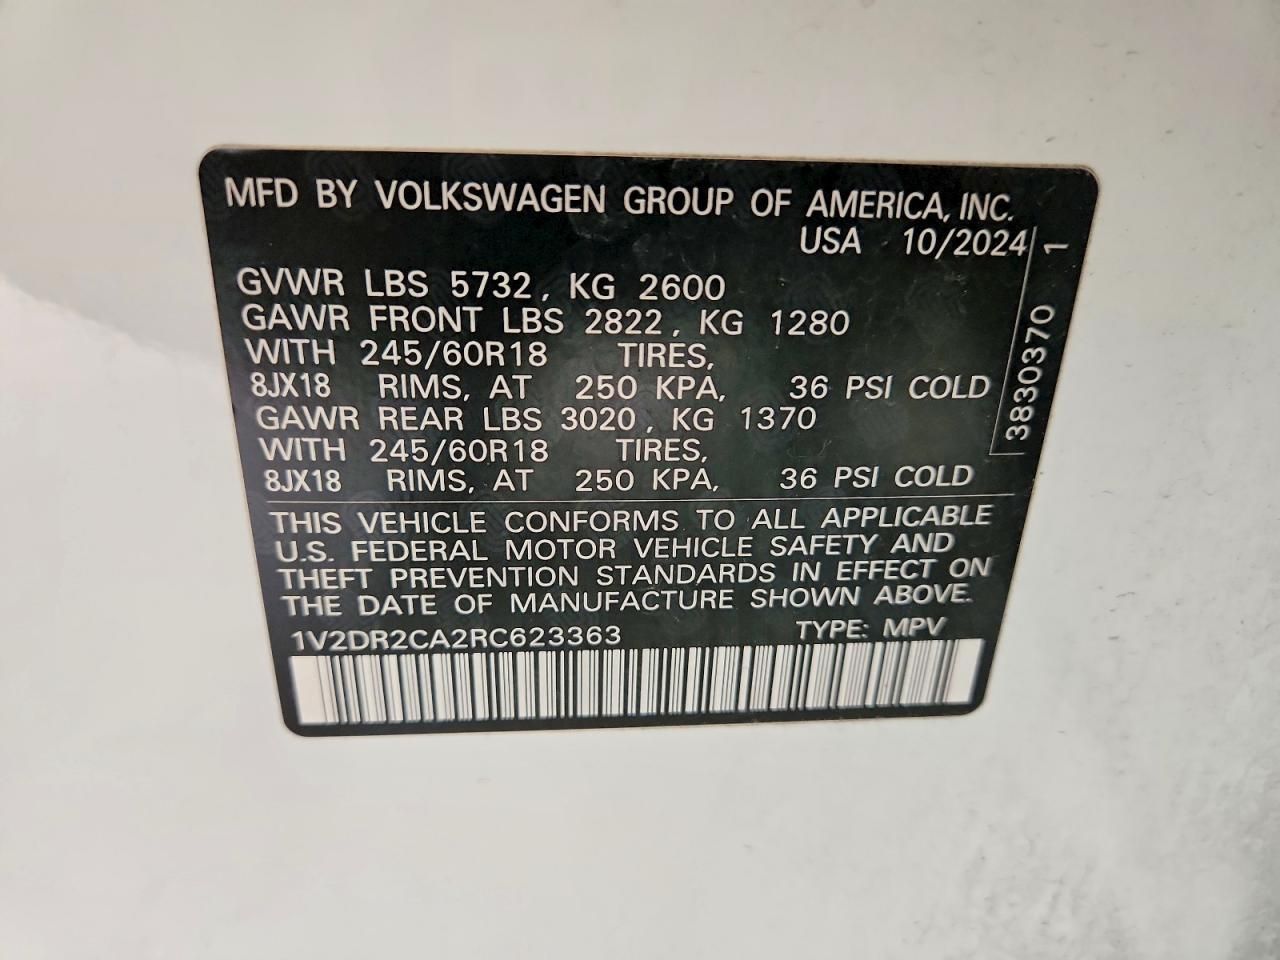 MFD BY VOLKSWAGEN GROUP OF AMERICA, INC.
USA 10/2024
GVWR LBS 5732, KG 2600
GAWR FRONT LBS 2822, KG 1280
WITH 245/60R18 TIRES,
8JX18 RIMS, AT 250 KPA, 36 PSI COLD
GAWR REAR LBS 3020, KG 1370
WITH 245/60R18 TIRES,
8JX18 RIMS, AT 250 KPA, 36 PSI COLD
3830370 1
THIS VEHICLE CONFORMS TO ALL APPLICABLE
U.S. FEDERAL MOTOR VEHICLE SAFETY AND
THEFT PREVENTION STANDARDS IN EFFECT ON
THE DATE OF MANUFACTURE SHOWN ABOVE.
1V2DR2CA2RC623363 TYPE: MPV